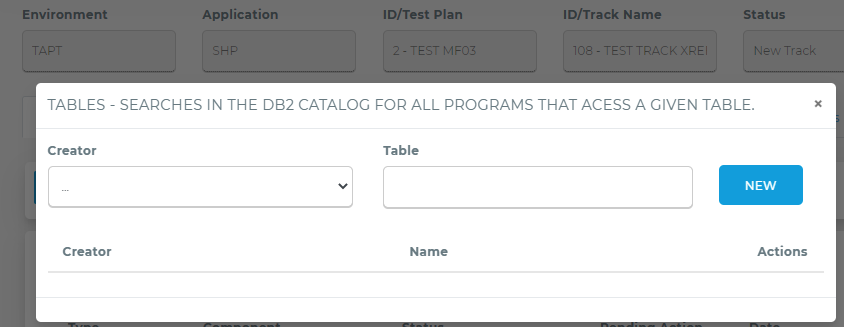 Environment Application ID/Test Plan ID/Track Name Status
TAPT SHP 2 - TEST MF03 108 - TEST TRACK XREI New Track
TABLES - SEARCHES IN THE DB2 CATALOG FOR ALL PROGRAMS THAT ACESS A GIVEN TABLE. ×
Creator Table
... NEW
Creator Name Actions
Type Component Status Pending Action Date